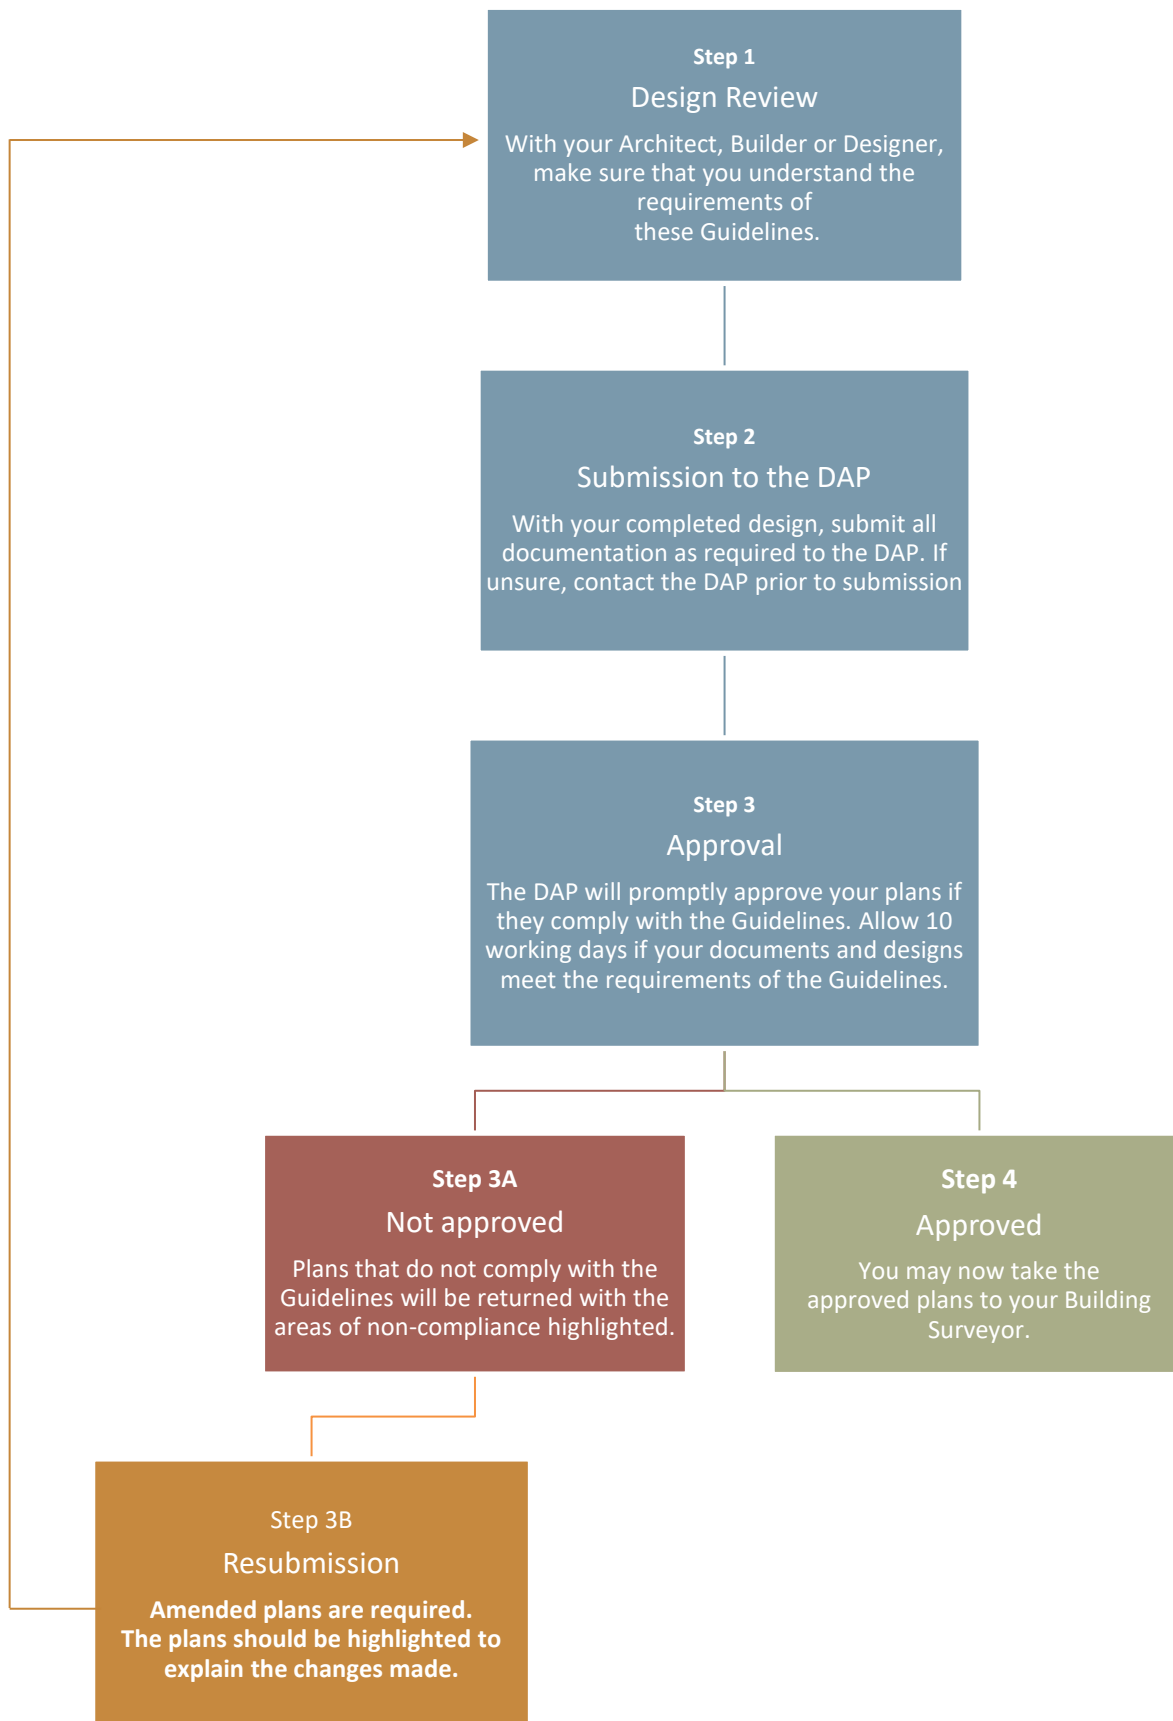 Step 1
Design Review
With your Architect, Builder or Designer,
make sure that you understand the
requirements of
these Guidelines.
Step 2
Submission to the DAP
With your completed design, submit all
documentation as required to the DAP. If
unsure, contact the DAP prior to submission
Step 3
Approval
The DAP will promptly approve your plans if
they comply with the Guidelines. Allow 10
working days if your documents and designs
meet the requirements of the Guidelines.
Step 3A
Not approved
Plans that do not comply with the
Guidelines will be returned with the
areas of non-compliance highlighted.
Step 4
Approved
You may now take the
approved plans to your Building
Surveyor.
Step 3B
Resubmission
Amended plans are required.
The plans should be highlighted to
explain the changes made.